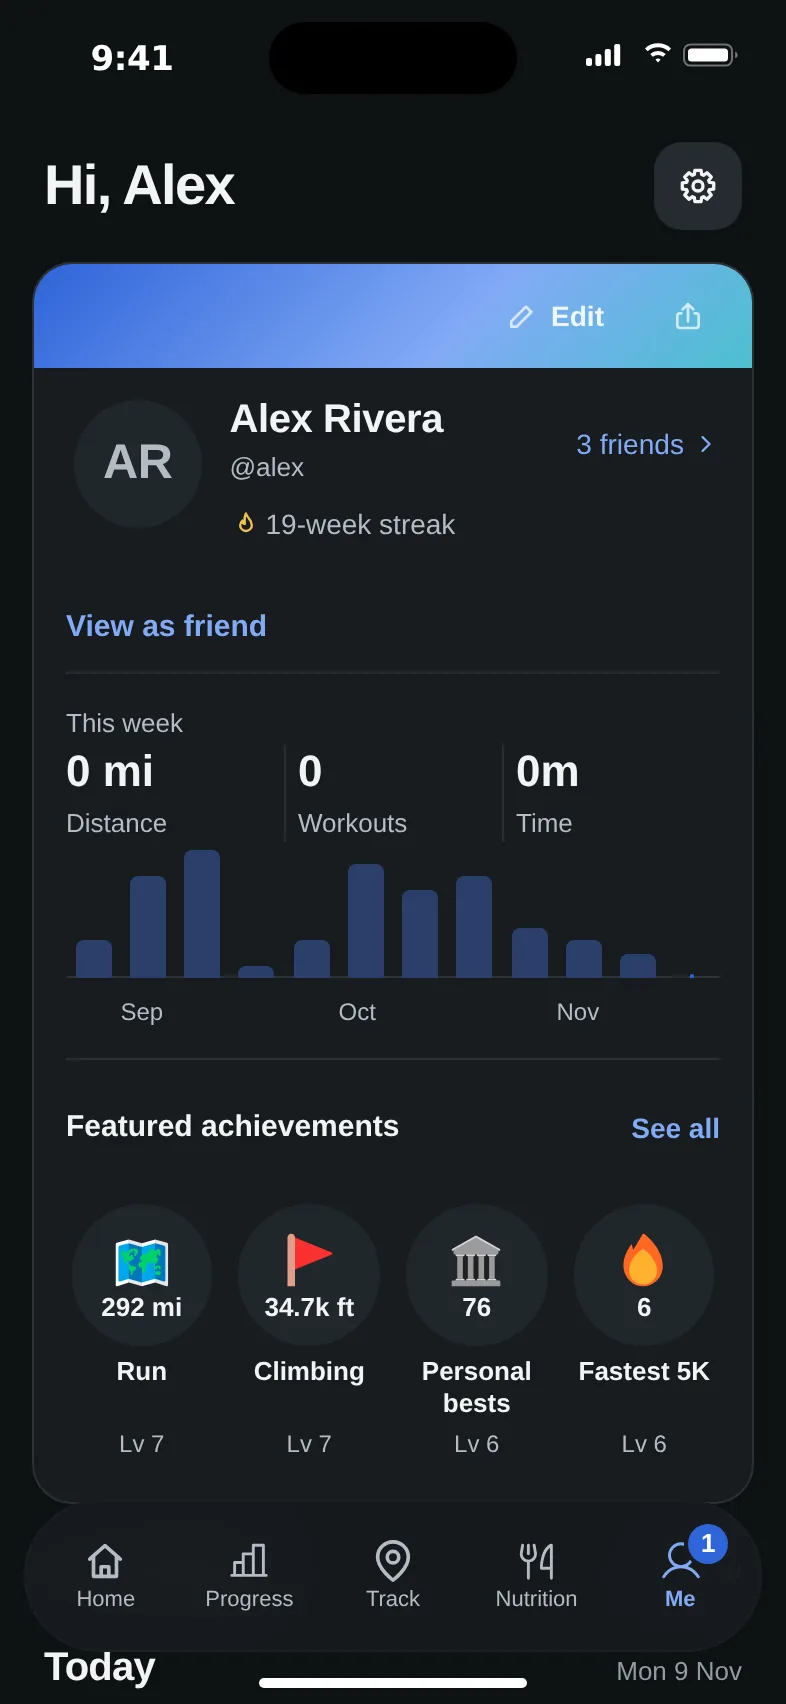 9:41
Hi, Alex
Edit
AR
Alex Rivera
3 friends
@alex
19-week streak
View as friend
This week
0 mi
0
0m
Distance
Workouts
Time
Sep
Oct
Nov
Featured achievements
See all
292 mi
34.7k ft
76
6
Run
Climbing
Personal
bests
Fastest 5K
Lv 7
Lv 7
Lv 6
Lv 6
1
Home
Progress
Track
Nutrition
Me
Today
Mon 9 Nov